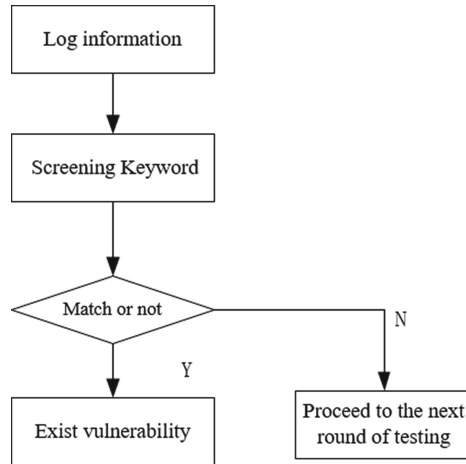 Log information
Screening Keyword
Match or not
N
Y
Exist vulnerability
Proceed to the next
round of testing